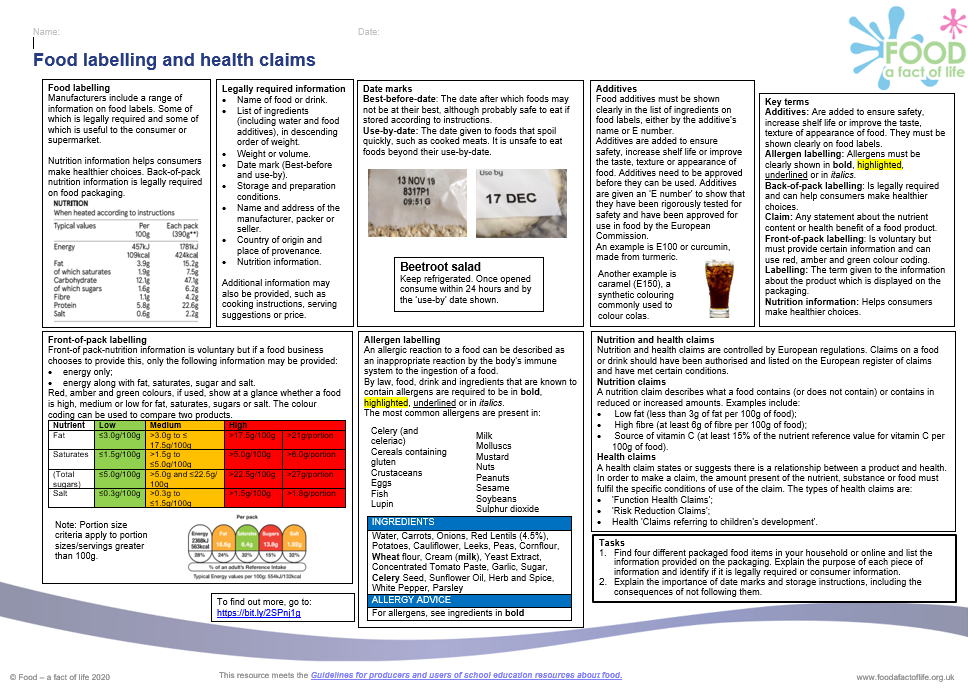 Name:
Date:
FOOD
a fact of life
Food labelling and health claims
Food labelling
Manufacturers include a range of
information on food labels. Some of
which is legally required and some of
which is useful to the consumer or
supermarket.
Nutrition information helps consumers
make healthier choices. Back-of-pack
nutrition information is legally required
on food packaging.
NUTRITION
When heated according to instructions
Typical values Per 100g Each pack (390g**)
Energy 457kJ 1781kJ
109kcal 424kcal
Fat 3.9g 15.2g
of which saturates 1.9g 7.5g
Carbohydrate 12.1g 47.1g
of which sugars 1.6g 6.2g
Fibre 1.1g 4.2g
Protein 5.8g 22.6g
Salt 0.6g 2.2g
Legally required information
• Name of food or drink.
• List of ingredients
(including water and food
additives), in descending
order of weight.
• Weight or volume.
• Date mark (Best-before
and use-by).
• Storage and preparation
conditions.
• Name and address of the
manufacturer, packer or
seller.
• Country of origin and
place of provenance.
• Nutrition information.
Additional information may
also be provided, such as
cooking instructions, serving
suggestions or price.
Date marks
Best-before-date: The date after which foods may
not be at their best, although probably safe to eat if
stored according to instructions.
Use-by-date: The date given to foods that spoil
quickly, such as cooked meats. It is unsafe to eat
foods beyond their use-by-date.
13 NOV 19
8317P1
09:51 G
Use by
17 DEC
Beetroot salad
Keep refrigerated. Once opened
consume within 24 hours and by
the 'use-by' date shown.
Additives
Food additives must be shown
clearly in the list of ingredients on
food labels, either by the additive's
name or E number.
Additives are added to ensure
safety, increase shelf life or improve
the taste, texture or appearance of
food. Additives need to be approved
before they can be used. Additives
are given an 'E number' to show that
they have been rigorously tested for
safety and have been approved for
use in food by the European
Commission.
An example is E100 or curcumin,
made from turmeric.
Another example is
caramel (E150), a
synthetic colouring
commonly used to
colour colas.
Key terms
Additives: Are added to ensure safety,
increase shelf life or improve the taste,
texture of appearance of food. They must be
shown clearly on food labels.
Allergen labelling: Allergens must be
clearly shown in bold, highlighted,
underlined or in italics.
Back-of-pack labelling: Is legally required
and can help consumers make healthier
choices.
Claim: Any statement about the nutrient
content or health benefit of a food product.
Front-of-pack labelling: Is voluntary but
must provide certain information and can
use red, amber and green colour coding.
Labelling: The term given to the information
about the product which is displayed on the
packaging.
Nutrition information: Helps consumers
make healthier choices.
Front-of-pack labelling
Front-of pack-nutrition information is voluntary but if a food business
chooses to provide this, only the following information may be provided:
• energy only;
• energy along with fat, saturates, sugar and salt.
Red, amber and green colours, if used, show at a glance whether a food
is high, medium or low for fat, saturates, sugars or salt. The colour
coding can be used to compare two products.
Nutrient Low Medium High
Fat ≤3.0g/100g >3.0g to ≤ 17.5g/100g >17.5g/100g >21g/portion
Saturates ≤1.5g/100g >1.5g to ≤5.0g/100g >5.0g/100g >6.0g/portion
(Total sugars) ≤5.0g/100g >5.0g and ≤22.5g/ 100g >22.5g/100g >27g/portion
Salt ≤0.3g/100g >0.3g to ≤1.5g/100g >1.5g/100g >1.8g/portion
Note: Portion size
criteria apply to portion
sizes/servings greater
than 100g.
Per pack
Energy Fat Saturates Sugars Salt
28% 24% 32% 15% 32%
% of an adult's Reference Intake
Typical Energy values per 100g: 554kJ/132kcal
To find out more, go to:
https://bit.ly/2SPnj1g
Allergen labelling
An allergic reaction to a food can be described as
an inappropriate reaction by the body's immune
system to the ingestion of a food.
By law, food, drink and ingredients that are known to
contain allergens are required to be in bold,
highlighted, underlined or in italics.
The most common allergens are present in:
Celery (and
celeriac)
Cereals containing
gluten
Crustaceans
Eggs
Fish
Lupin
Milk
Molluscs
Mustard
Nuts
Peanuts
Sesame
Soybeans
Sulphur dioxide
INGREDIENTS
Water, Carrots, Onions, Red Lentils (4.5%),
Potatoes, Cauliflower, Leeks, Peas, Cornflour,
Wheat flour, Cream (milk), Yeast Extract,
Concentrated Tomato Paste, Garlic, Sugar,
Celery Seed, Sunflower Oil, Herb and Spice,
White Pepper, Parsley
ALLERGY ADVICE
For allergens, see ingredients in bold
Nutrition and health claims
Nutrition and health claims are controlled by European regulations. Claims on a food
or drink should have been authorised and listed on the European register of claims
and have met certain conditions.
Nutrition claims
A nutrition claim describes what a food contains (or does not contain) or contains in
reduced or increased amounts. Examples include:
• Low fat (less than 3g of fat per 100g of food);
• High fibre (at least 6g of fibre per 100g of food);
• Source of vitamin C (at least 15% of the nutrient reference value for vitamin C per
100g of food).
Health claims
A health claim states or suggests there is a relationship between a product and health.
In order to make a claim, the amount present of the nutrient, substance or food must
fulfil the specific conditions of use of the claim. The types of health claims are:
• 'Function Health Claims';
• 'Risk Reduction Claims';
• Health 'Claims referring to children's development'.
Tasks
1. Find four different packaged food items in your household or online and list the
information provided on the packaging. Explain the purpose of each piece of
information and identify if it is legally required or consumer information.
2. Explain the importance of date marks and storage instructions, including the
consequences of not following them.
© Food – a fact of life 2020
This resource meets the Guidelines for producers and users of school education resources about food.
www.foodafactoflife.org.uk